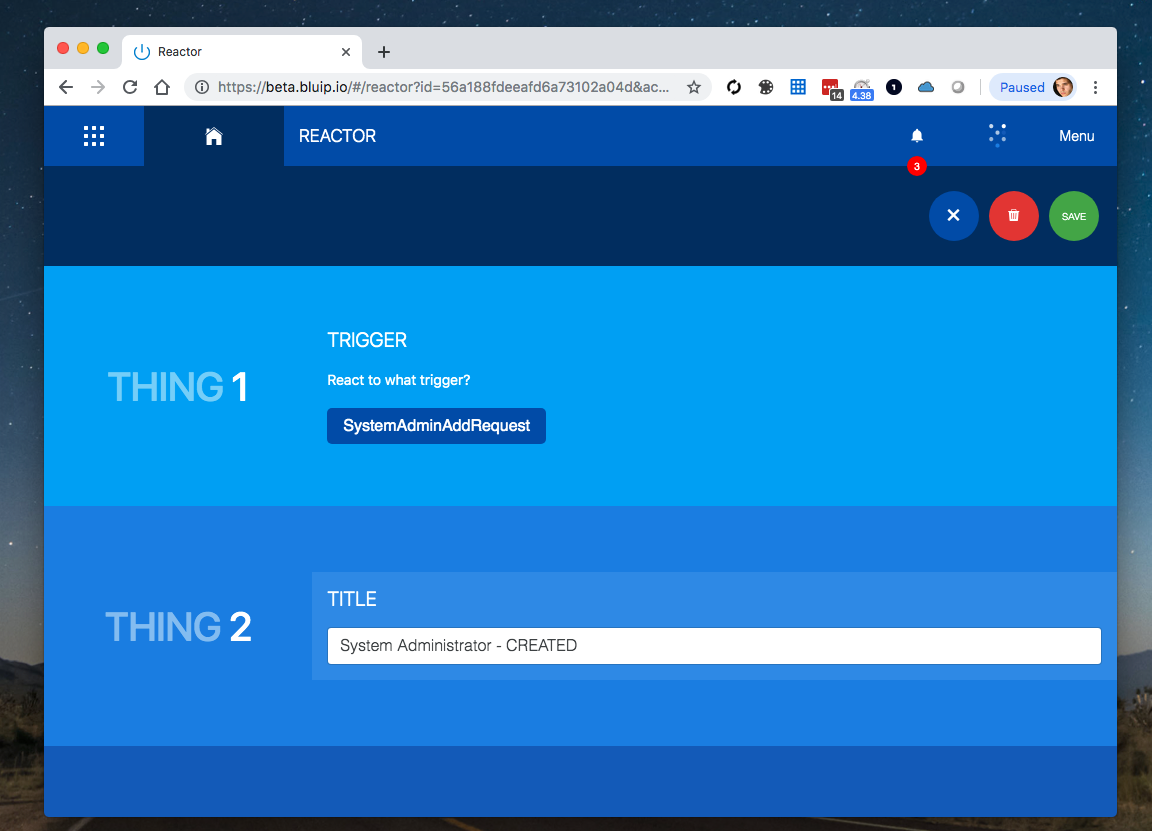 Reactor
https://beta.bluip.io/#/reactor?id=56a188fdeeafd6a73102a04d&ac...
14
4.38
1
Paused
REACTOR
3
Menu
SAVE
TRIGGER
React to what trigger?
THING 1
SystemAdminAddRequest
TITLE
THING 2
System Administrator - CREATED